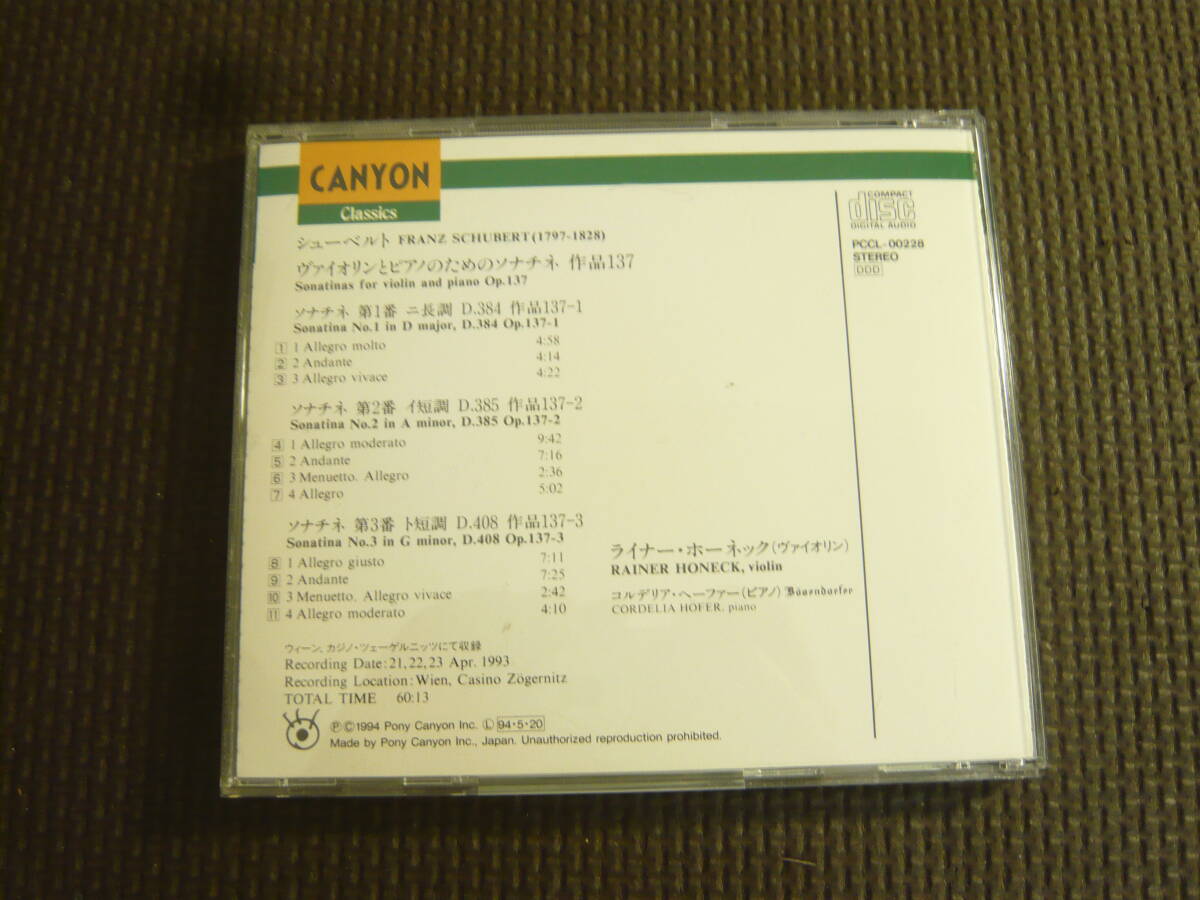 CANYON
Classics
COMPACT
disc
DIGITAL AUDIO
PCCL-00228
STEREO
DDD
シューベルト FRANZ SCHUBERT(1797-1828)
ヴァイオリンとピアノのためのソナチネ 作品137
Sonatinas for violin and piano Op.137
ソナチネ 第1番 ニ長調 D.384 作品137-1
Sonatina No.1 in D major, D.384 Op.137-1
1 1 Allegro molto 4:58
2 2 Andante 4:14
3 3 Allegro vivace 4:22
ソナチネ 第2番 イ短調 D.385 作品137-2
Sonatina No.2 in A minor, D.385 Op.137-2
4 1 Allegro moderato 9:42
5 2 Andante 7:16
6 3 Menuetto. Allegro 2:36
7 4 Allegro 5:02
ソナチネ 第3番 ト短調 D.408 作品137-3
Sonatina No.3 in G minor, D.408 Op.137-3
8 1 Allegro giusto 7:11
9 2 Andante 7:25
10 3 Menuetto. Allegro vivace 2:42
11 4 Allegro moderato 4:10
ライナー・ホーネック(ヴァイオリン)
RAINER HONECK, violin
コルデリア・ヘーファー(ピアノ) Bösendorfer
CORDELIA HÖFER, piano
ウィーン、カジノ・ツェーゲルニッツにて収録
Recording Date:21,22,23 Apr. 1993
Recording Location:Wien, Casino Zögernitz
TOTAL TIME 60:13
ⓅⒸ1994 Pony Canyon Inc. Ⓛ 94・5・20
Made by Pony Canyon Inc., Japan. Unauthorized reproduction prohibited.